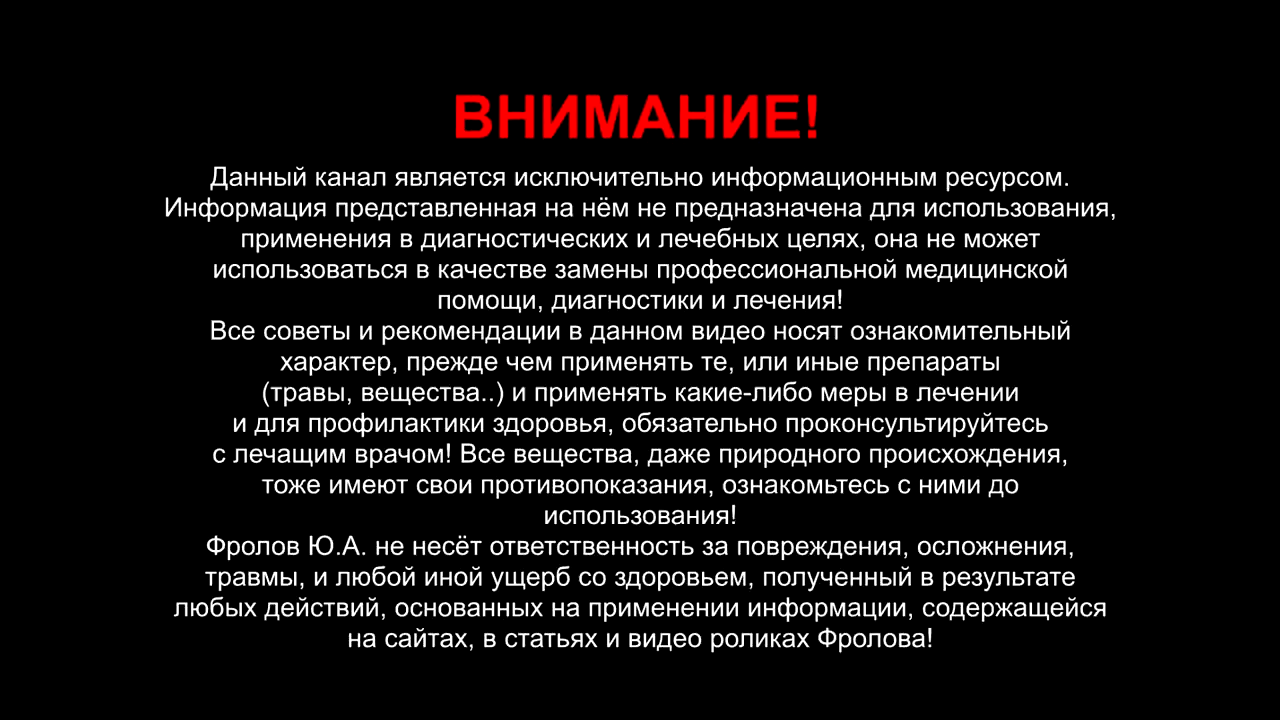 ВНИМАНИЕ!
Данный канал является исключительно информационным ресурсом.
Информация представленная на нём не предназначена для использования,
применения в диагностических и лечебных целях, она не может
использоваться в качестве замены профессиональной медицинской
помощи, диагностики и лечения!
Все советы и рекомендации в данном видео носят ознакомительный
характер, прежде чем применять те, или иные препараты
(травы, вещества..) и применять какие-либо меры в лечении
и для профилактики здоровья, обязательно проконсультируйтесь
с лечащим врачом! Все вещества, даже природного происхождения,
тоже имеют свои противопоказания, ознакомьтесь с ними до
использования!
Фролов Ю.А. не несёт ответственность за повреждения, осложнения,
травмы, и любой иной ущерб со здоровьем, полученный в результате
любых действий, основанных на применении информации, содержащейся
на сайтах, в статьях и видео роликах Фролова!